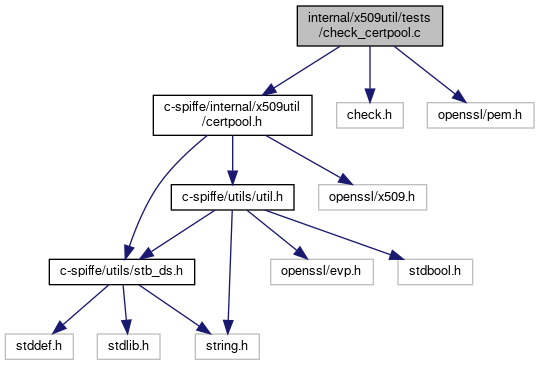 internal/x509util/tests
/check_certpool.c
c-spiffe/internal/x509util
/certpool.h
check.h
openssl/pem.h
c-spiffe/utils/util.h
openssl/x509.h
c-spiffe/utils/stb_ds.h
openssl/evp.h
stdbool.h
stddef.h
stdlib.h
string.h